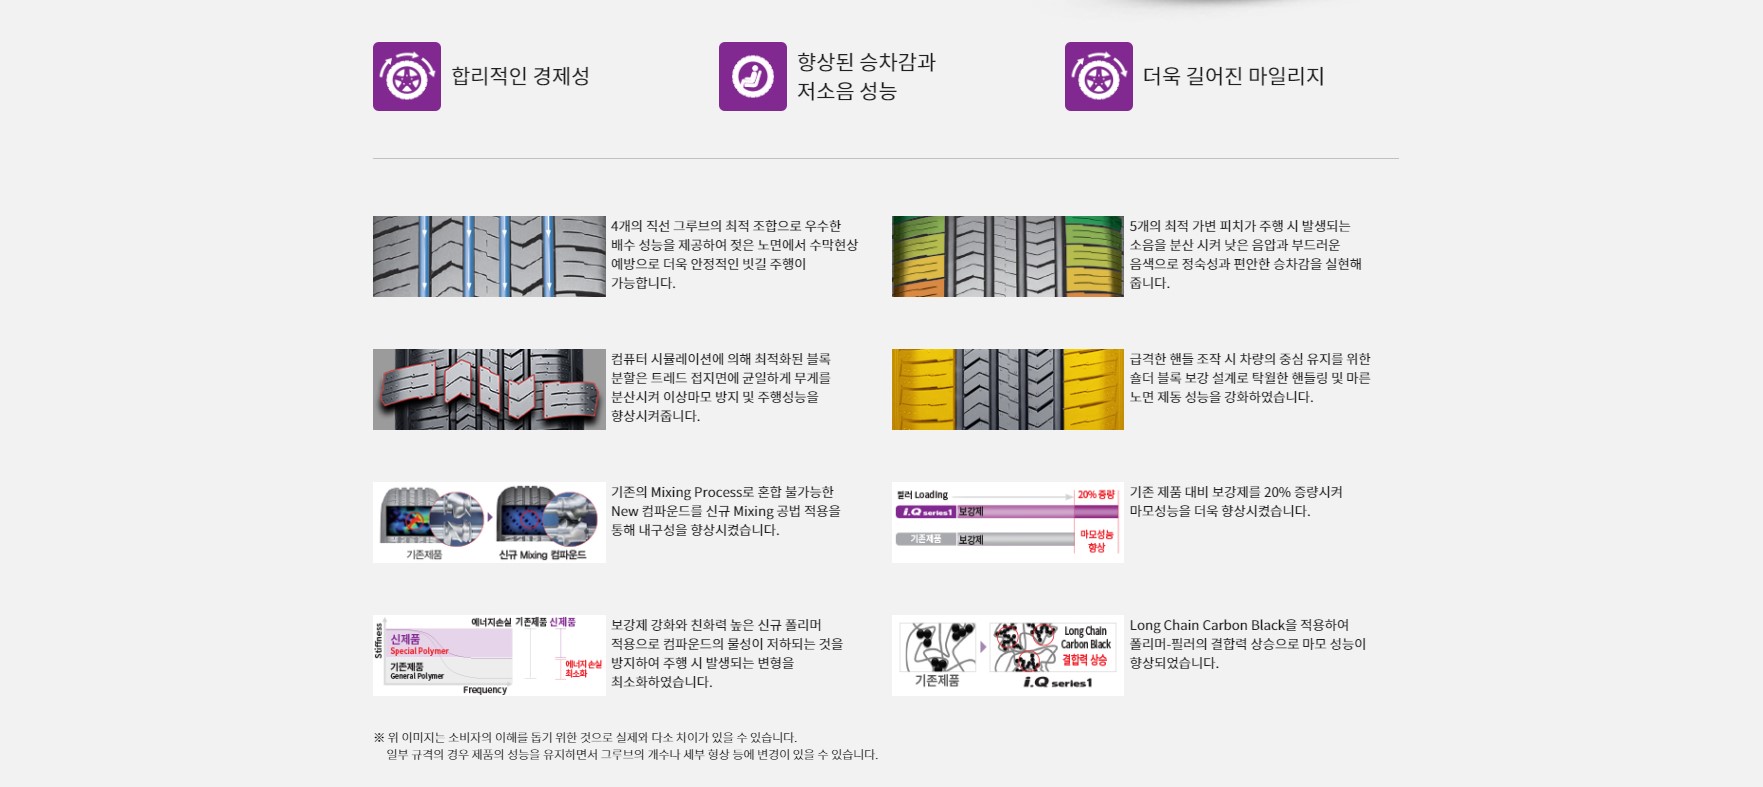 합리적인 경제성
향상된 승차감과
저소음 성능
더욱 길어진 마일리지
4개의 직선 그루브의 최적 조합으로 우수한
배수 성능을 제공하여 젖은 노면에서 수막현상
예방으로 더욱 안정적인 빗길 주행이
가능합니다.
5개의 최적 가변 피치가 주행 시 발생되는
소음을 분산 시켜 낮은 음압과 부드러운
음색으로 정숙성과 편안한 승차감을 실현해
줍니다.
컴퓨터 시뮬레이션에 의해 최적화된 블록
분할은 트레드 접지면에 균일하게 무게를
분산시켜 이상마모 방지 및 주행성능을
향상시켜줍니다.
급격한 핸들 조작 시 차량의 중심 유지를 위한
숄더 블록 보강 설계로 탁월한 핸들링 및 마른
노면 제동 성능을 강화하였습니다.
기존제품
신규 Mixing 컴파운드
기존의 Mixing Process로 혼합 불가능한
New 컴파운드를 신규 Mixing 공법 적용을
통해 내구성을 향상시켰습니다.
필러 Loading
20% 증량
i.Q series1 보강제
기존제품 보강제
마모성능
향상
기존 제품 대비 보강제를 20% 증량시켜
마모성능을 더욱 향상시켰습니다.
Stiffness
에너지손실 기존제품 신제품
신제품
Special Polymer
기존제품
General Polymer
에너지 손실
최소화
Frequency
보강제 강화와 친화력 높은 신규 폴리머
적용으로 컴파운드의 물성이 저하되는 것을
방지하여 주행 시 발생되는 변형을
최소화하였습니다.
Long Chain
Carbon Black
결합력 상승
기존제품
i.Q series1
Long Chain Carbon Black을 적용하여
폴리머-필러의 결합력 상승으로 마모 성능이
향상되었습니다.
※ 위 이미지는 소비자의 이해를 돕기 위한 것으로 실제와 다소 차이가 있을 수 있습니다.
일부 규격의 경우 제품의 성능을 유지하면서 그루브의 개수나 세부 형상 등에 변경이 있을 수 있습니다.